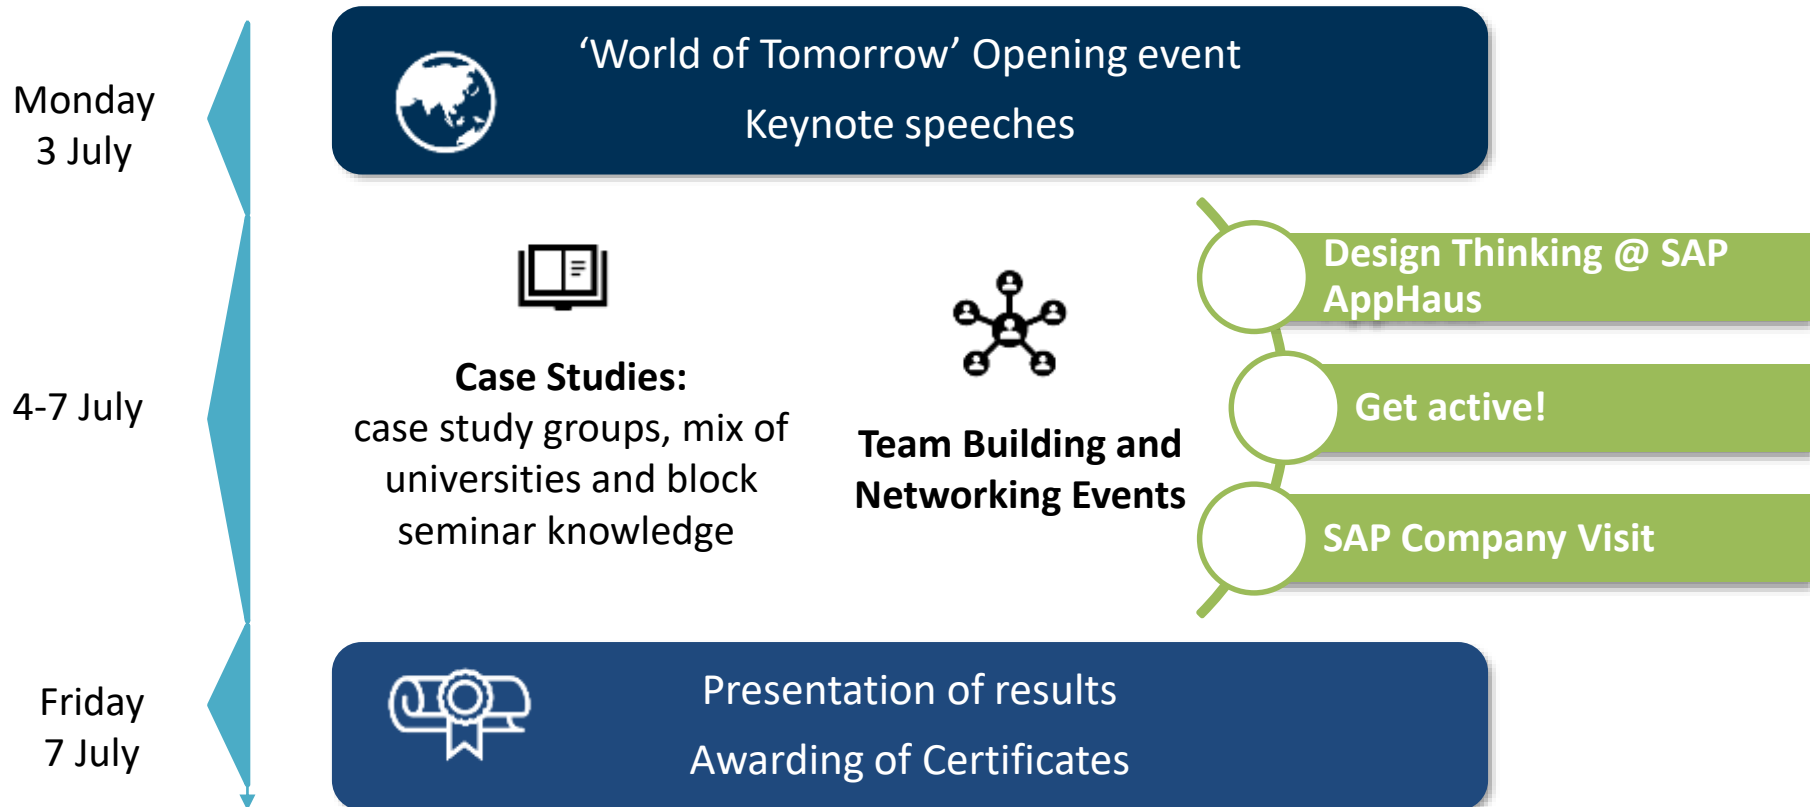 Monday
3 July
‘World of Tomorrow’ Opening event
Keynote speeches
4-7 July
Case Studies:
case study groups, mix of
universities and block
seminar knowledge
Team Building and
Networking Events
Design Thinking @ SAP
AppHaus
Get active!
SAP Company Visit
Friday
7 July
Presentation of results
Awarding of Certificates